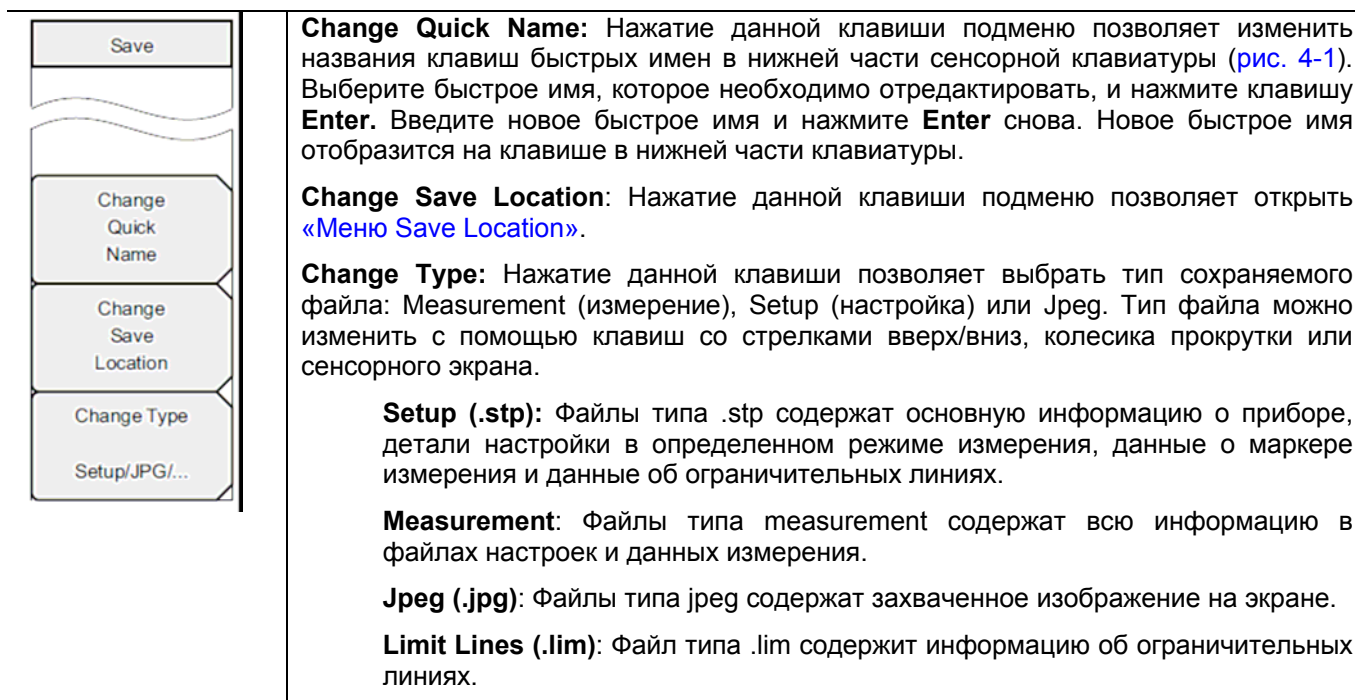 Save
Change
Quick
Name
Change
Save
Location
Change Type
Setup/JPG/...
Change Quick Name: Нажатие данной клавиши подменю позволяет изменить
названия клавиш быстрых имен в нижней части сенсорной клавиатуры (рис. 4-1).
Выберите быстрое имя, которое необходимо отредактировать, и нажмите клавишу
Enter. Введите новое быстрое имя и нажмите Enter снова. Новое быстрое имя
отобразится на клавише в нижней части клавиатуры.
Change Save Location: Нажатие данной клавиши подменю позволяет открыть
«Меню Save Location».
Change Type: Нажатие данной клавиши позволяет выбрать тип сохраняемого
файла: Measurement (измерение), Setup (настройка) или Jpeg. Тип файла можно
изменить с помощью клавиш со стрелками вверх/вниз, колесика прокрутки или
сенсорного экрана.
Setup (.stp): Файлы типа .stp содержат основную информацию о приборе,
детали настройки в определенном режиме измерения, данные о маркере
измерения и данные об ограничительных линиях.
Measurement: Файлы типа measurement содержат всю информацию в
файлах настроек и данных измерения.
Jpeg (.jpg): Файлы типа jpeg содержат захваченное изображение на экране.
Limit Lines (.lim): Файл типа .lim содержит информацию об ограничительных
линиях.